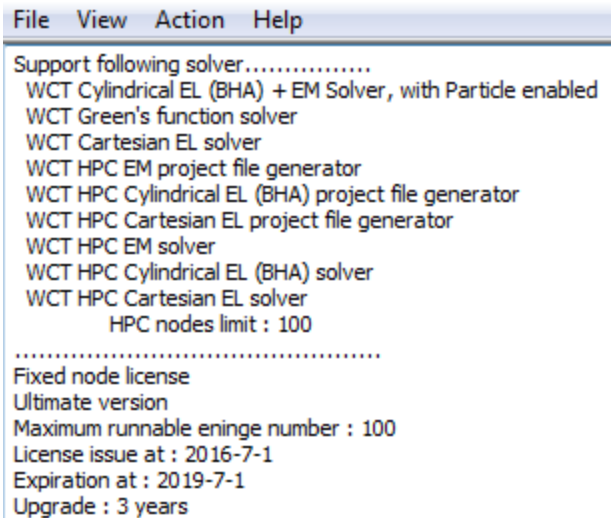 File View Action Help
Support following solver................
WCT Cylindrical EL (BHA) + EM Solver, with Particle enabled
WCT Green's function solver
WCT Cartesian EL solver
WCT HPC EM project file generator
WCT HPC Cylindrical EL (BHA) project file generator
WCT HPC Cartesian EL project file generator
WCT HPC EM solver
WCT HPC Cylindrical EL (BHA) solver
WCT HPC Cartesian EL solver
HPC nodes limit : 100
..............................................
Fixed node license
Ultimate version
Maximum runnable eninge number : 100
License issue at : 2016-7-1
Expiration at : 2019-7-1
Upgrade : 3 years